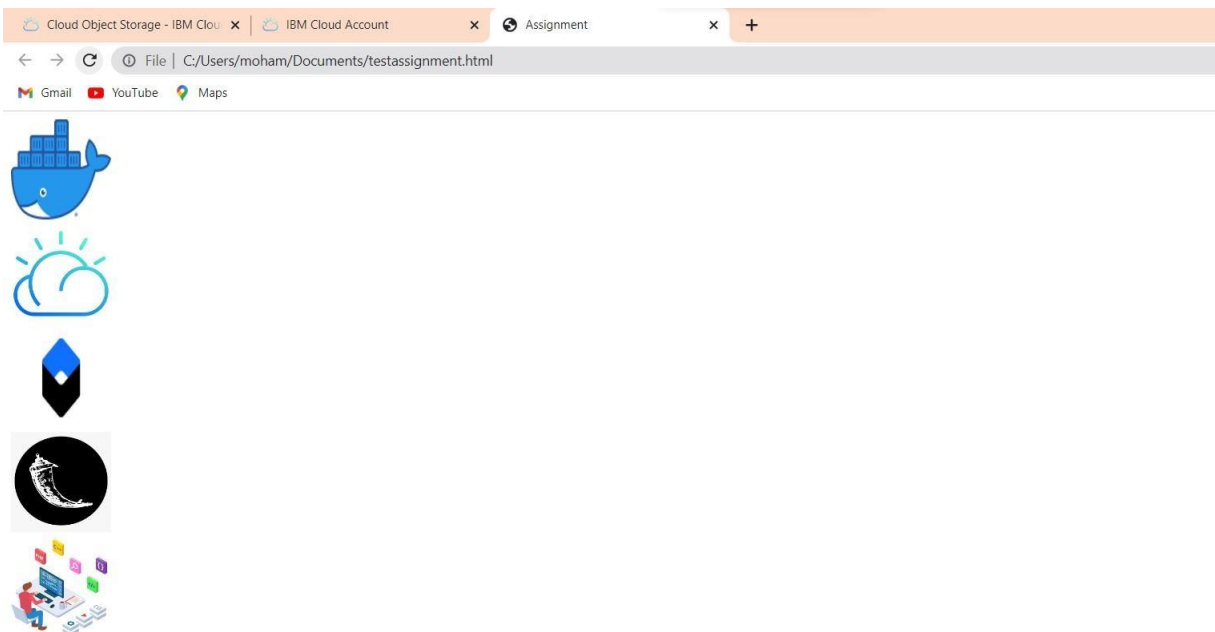 Cloud Object Storage - IBM Clou IBM Cloud Account Assignment
File | C:/Users/moham/Documents/testassignment.html
Gmail YouTube Maps